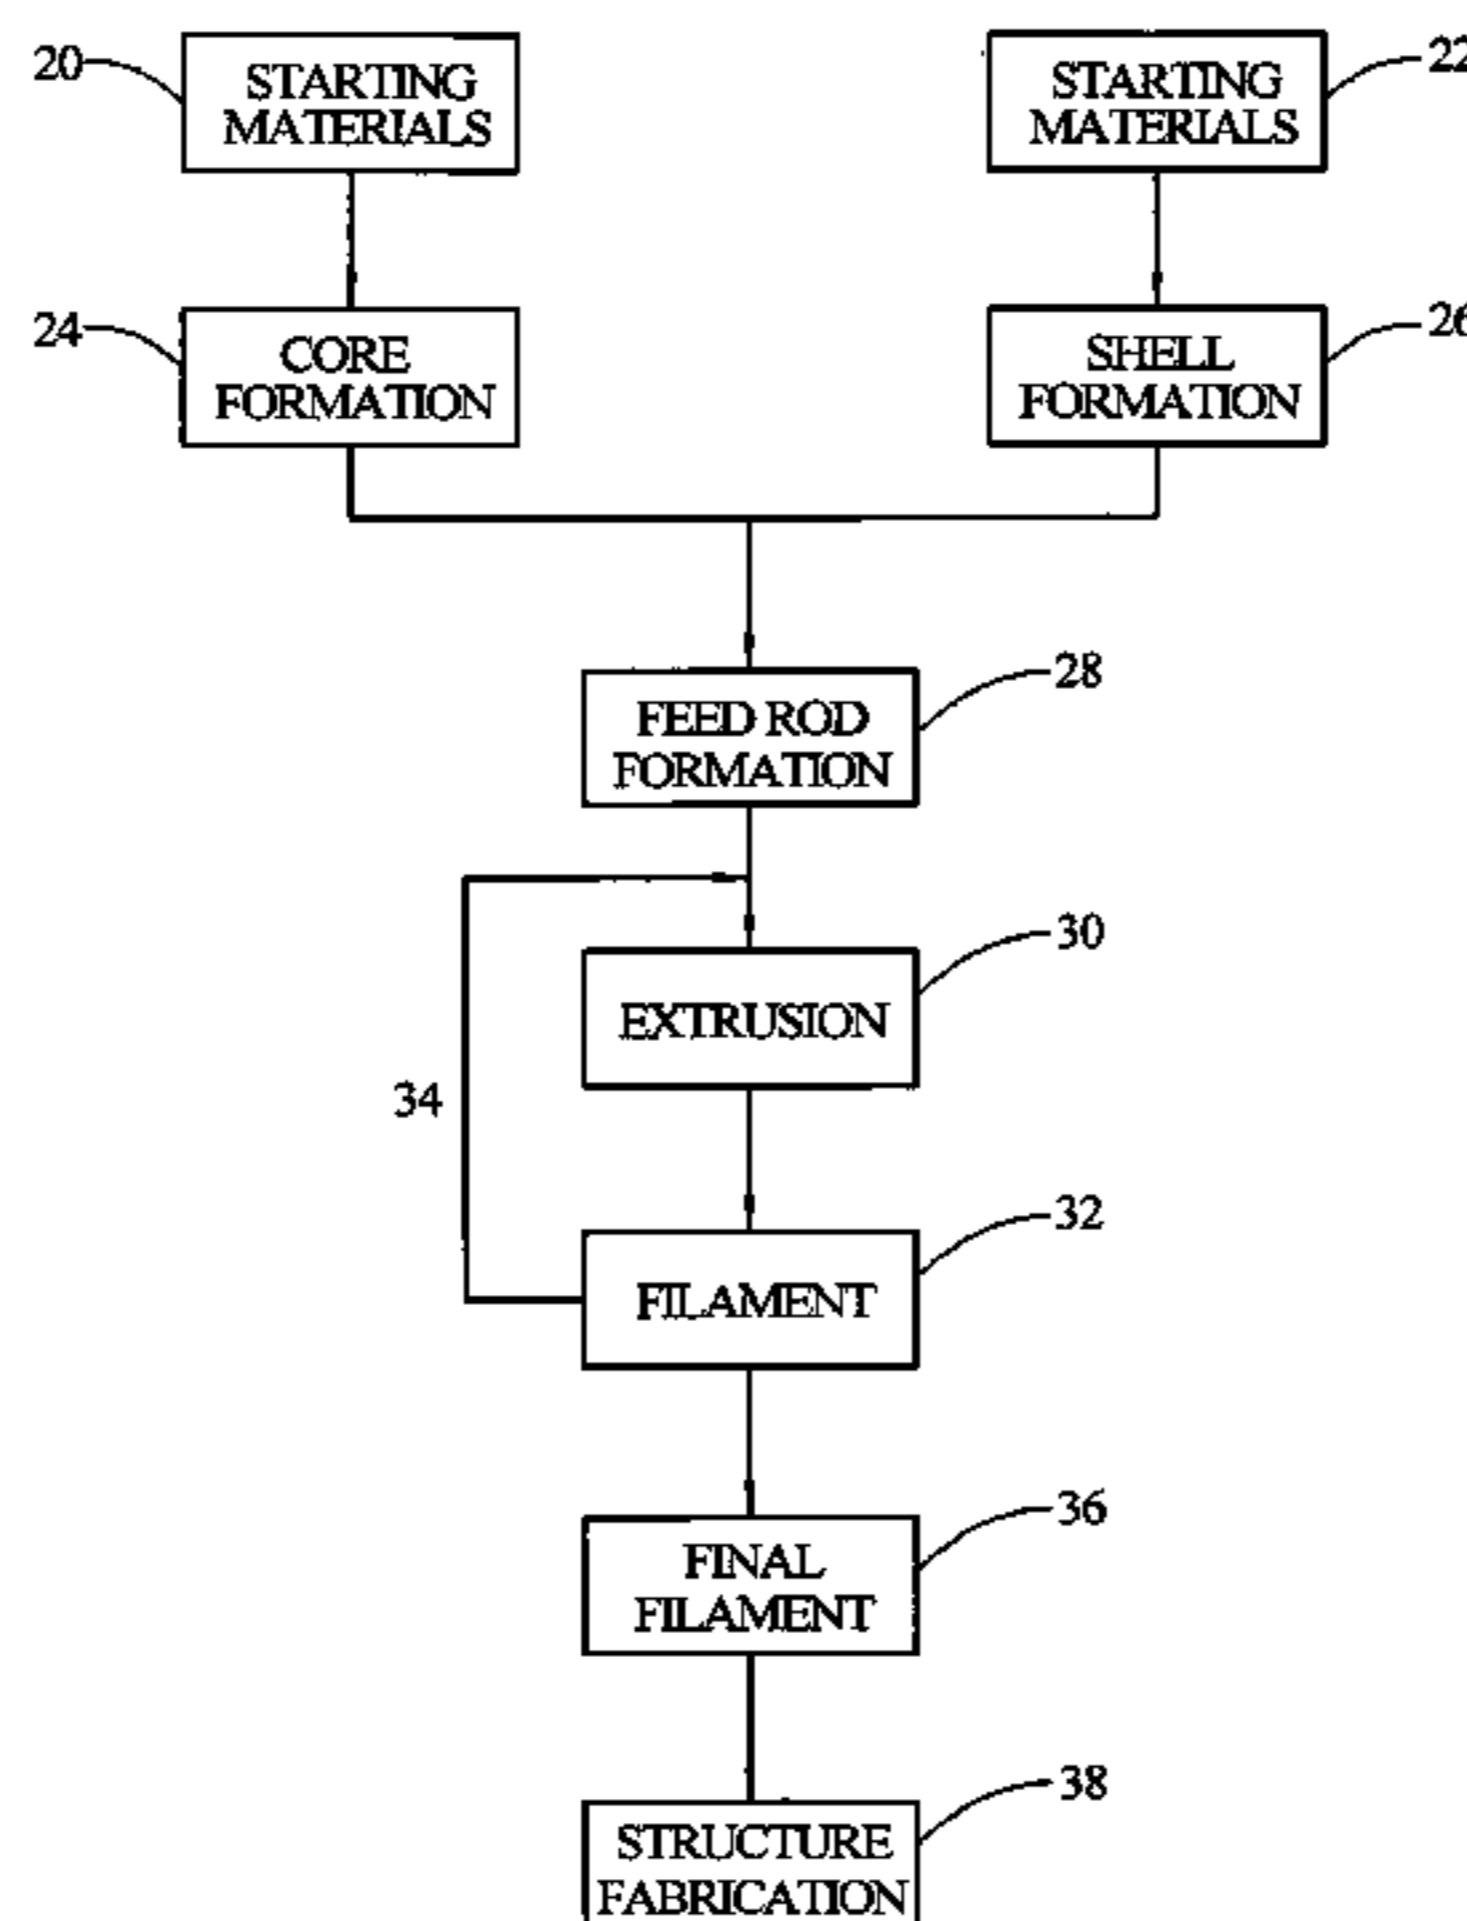 20
STARTING
MATERIALS
STARTING
MATERIALS
22
24
CORE
FORMATION
SHELL
FORMATION
26
FEED ROD
FORMATION
28
EXTRUSION
30
34
FILAMENT
32
FINAL
FILAMENT
36
STRUCTURE
FABRICATION
38